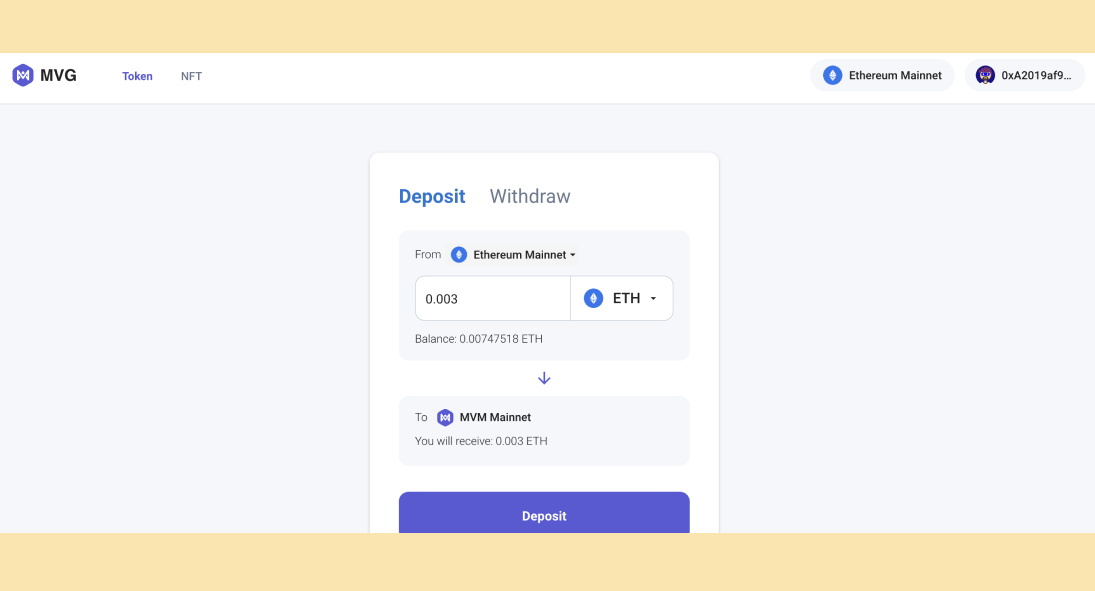 MVG
Token NFT
Ethereum Mainnet 0xA2019af9...
Deposit Withdraw
From Ethereum Mainnet
0.003 ETH
Balance: 0.00747518 ETH
To MVM Mainnet
You will receive: 0.003 ETH
Deposit